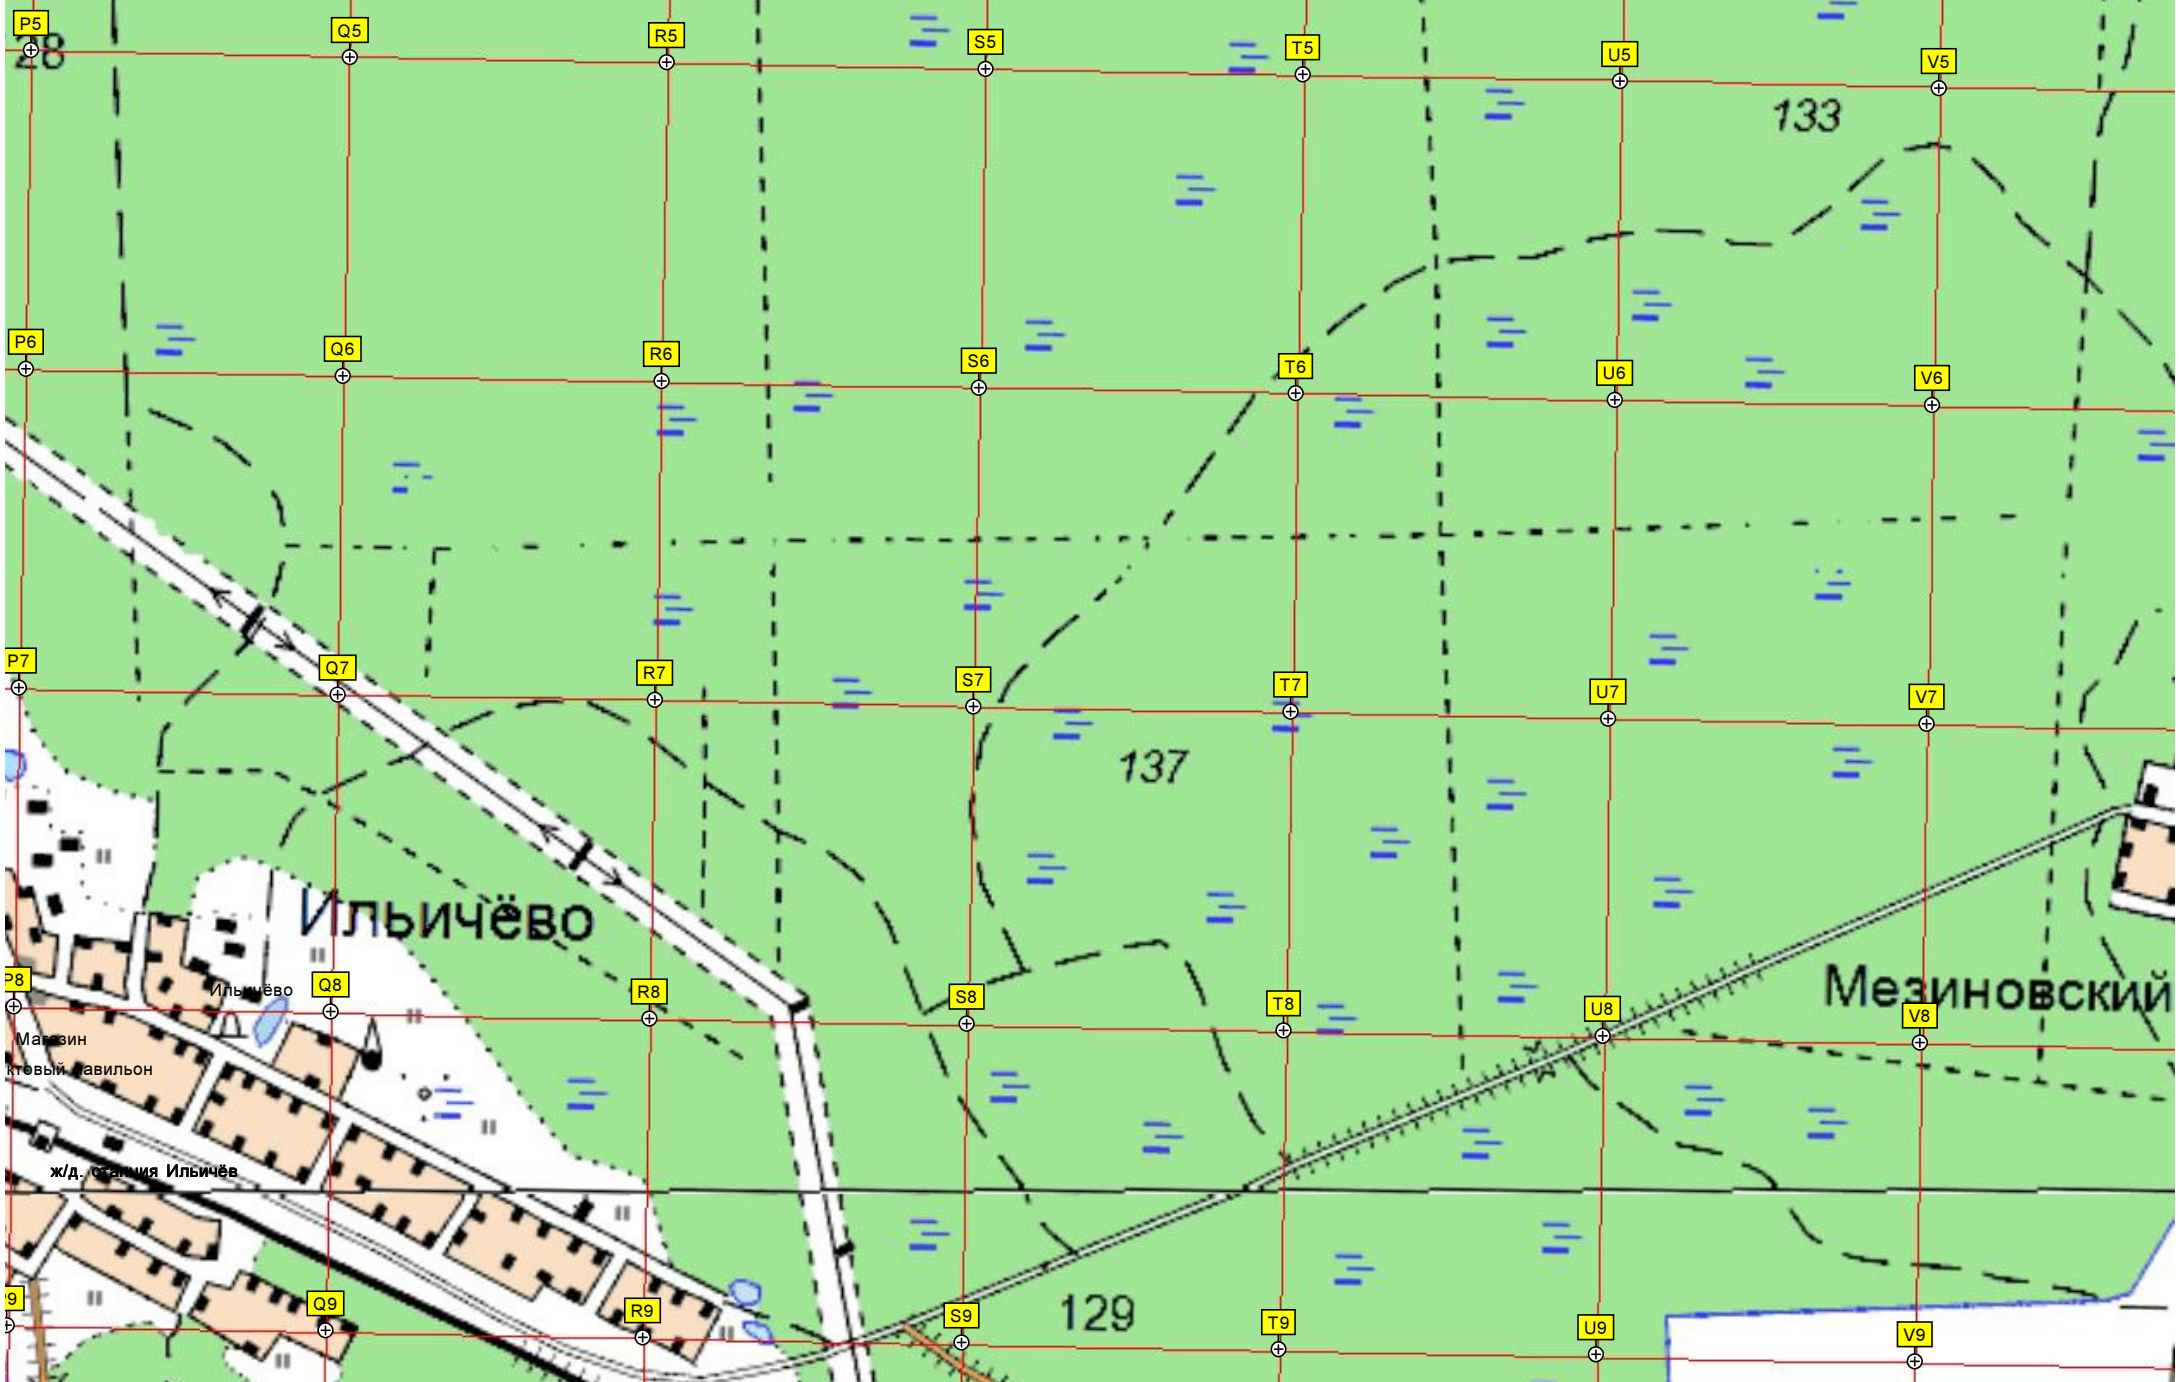 P5
Q5
R5
S5
T5
U5
V5
28
133
P6
Q6
R6
S6
T6
U6
V6
P7
Q7
R7
S7
T7
U7
V7
137
Ильичёво
Мезиновский
P8
Ильичёво
Q8
R8
S8
T8
U8
V8
Магазин
ктовый павильон
ж/д. станция Ильичёв
9
Q9
R9
S9
129
T9
U9
V9